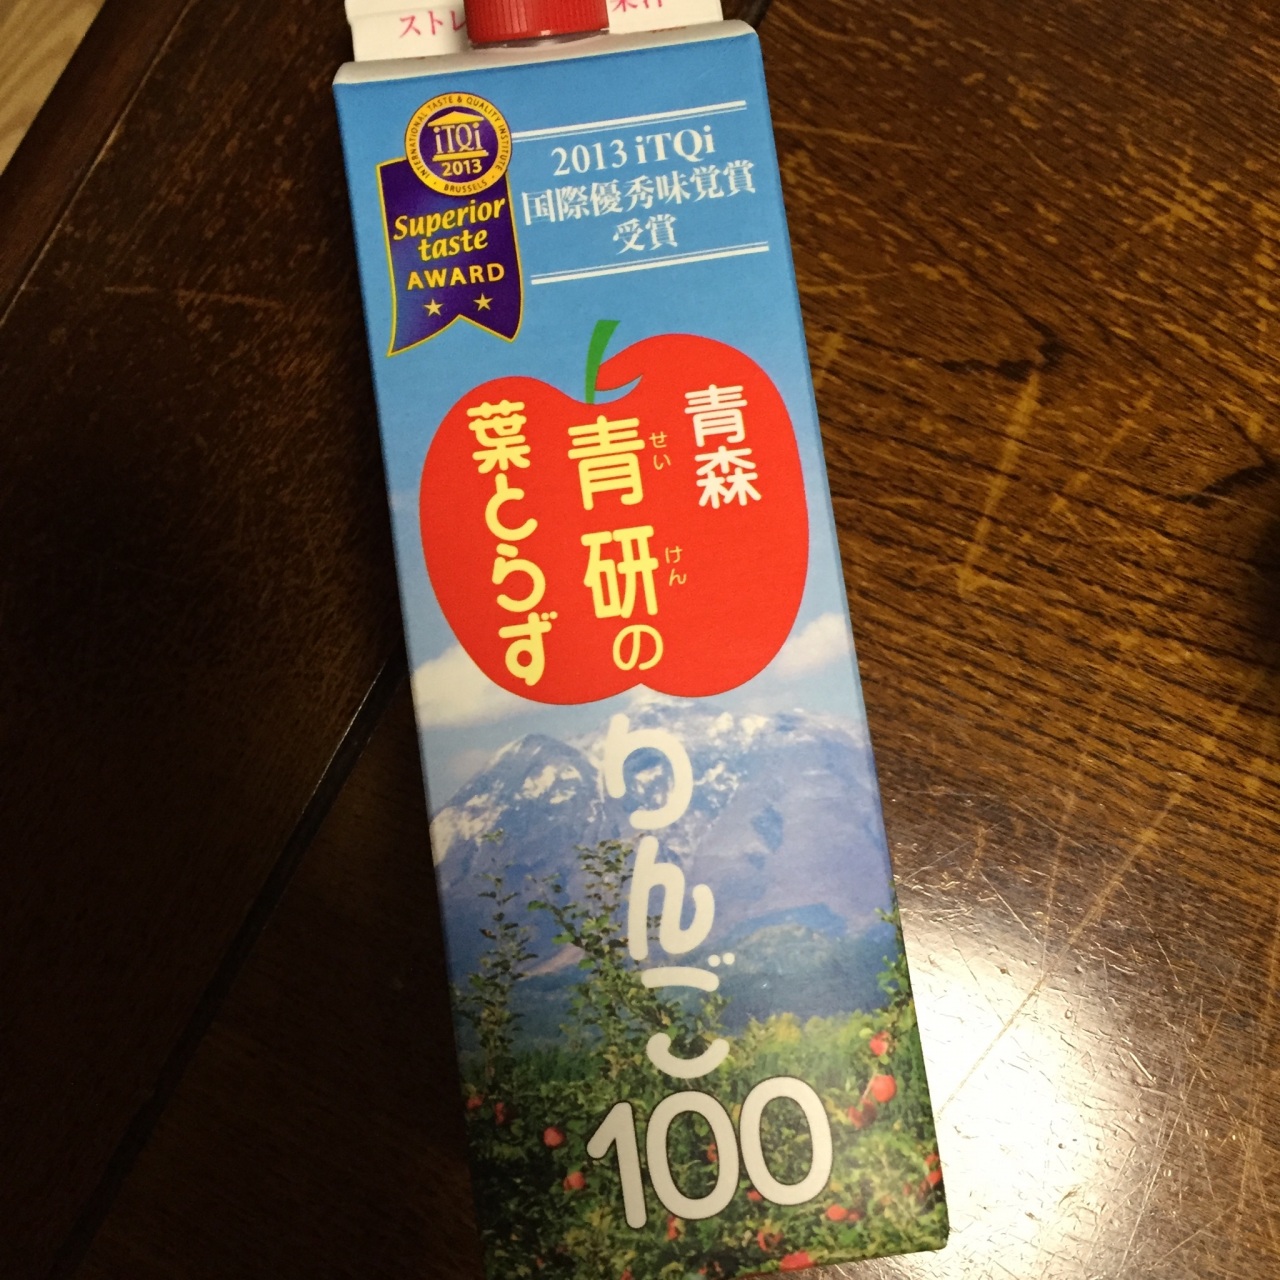 ストレ
果汁
INTERNATIONAL TASTE & QUALITY INSTITUTE
iTQi
2013
BRUSSELS
Superior
taste
AWARD
2013 iTQi
国際優秀味覚賞
受賞
青森
青研の
せいけん
葉とらず
りんご
100